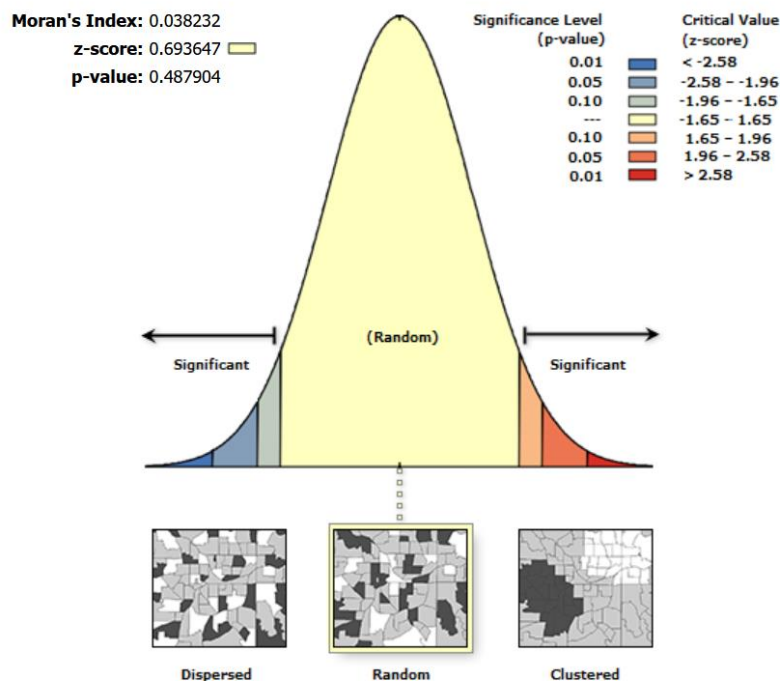 Moran's Index: 0.038232
z-score: 0.693647
p-value: 0.487904
Significance Level
(p-value)
Critical Value
(z-score)
0.01 < -2.58
0.05 -2.58 – -1.96
0.10 -1.96 – -1.65
--- -1.65 – 1.65
0.10 1.65 – 1.96
0.05 1.96 – 2.58
0.01 > 2.58
(Random)
Significant
Significant
Dispersed
Random
Clustered